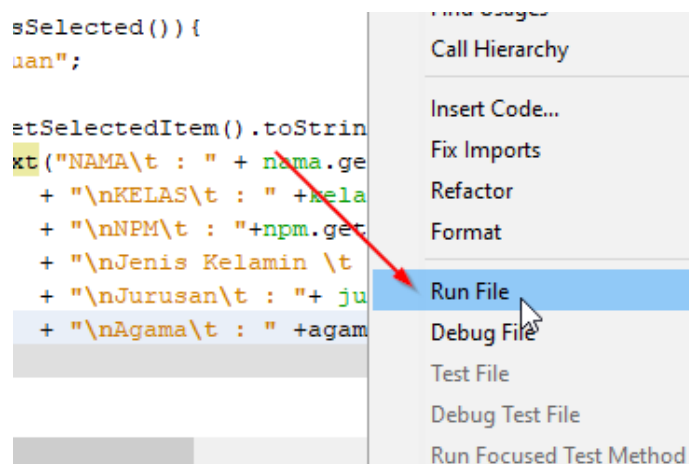 sSelected()){
uan";
etSelectedItem().toStrin
xt("NAMA\t : " + nama.ge
+ "\nKELAS\t : " +kela
+ "\nNPM\t : "+npm.get
+ "\nJenis Kelamin \t
+ "\nJurusan\t : "+ ju
+ "\nAgama\t : " +agam
Find Usages
Call Hierarchy
Insert Code...
Fix Imports
Refactor
Format
Run File
Debug File
Test File
Debug Test File
Run Focused Test Method